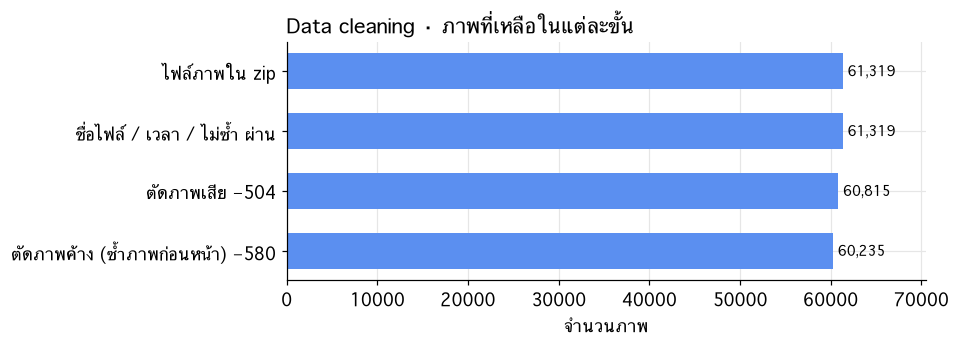 Data cleaning · ภาพที่เหลือในแต่ละขั้น
ไฟล์ภาพใน zip 61,319
ชื่อไฟล์ / เวลา / ไม่ซ้ำ ผ่าน 61,319
ตัดภาพเสีย −504 60,815
ตัดภาพค้าง (ซ้ำภาพก่อนหน้า) −580 60,235
0 10000 20000 30000 40000 50000 60000 70000
จำนวนภาพ